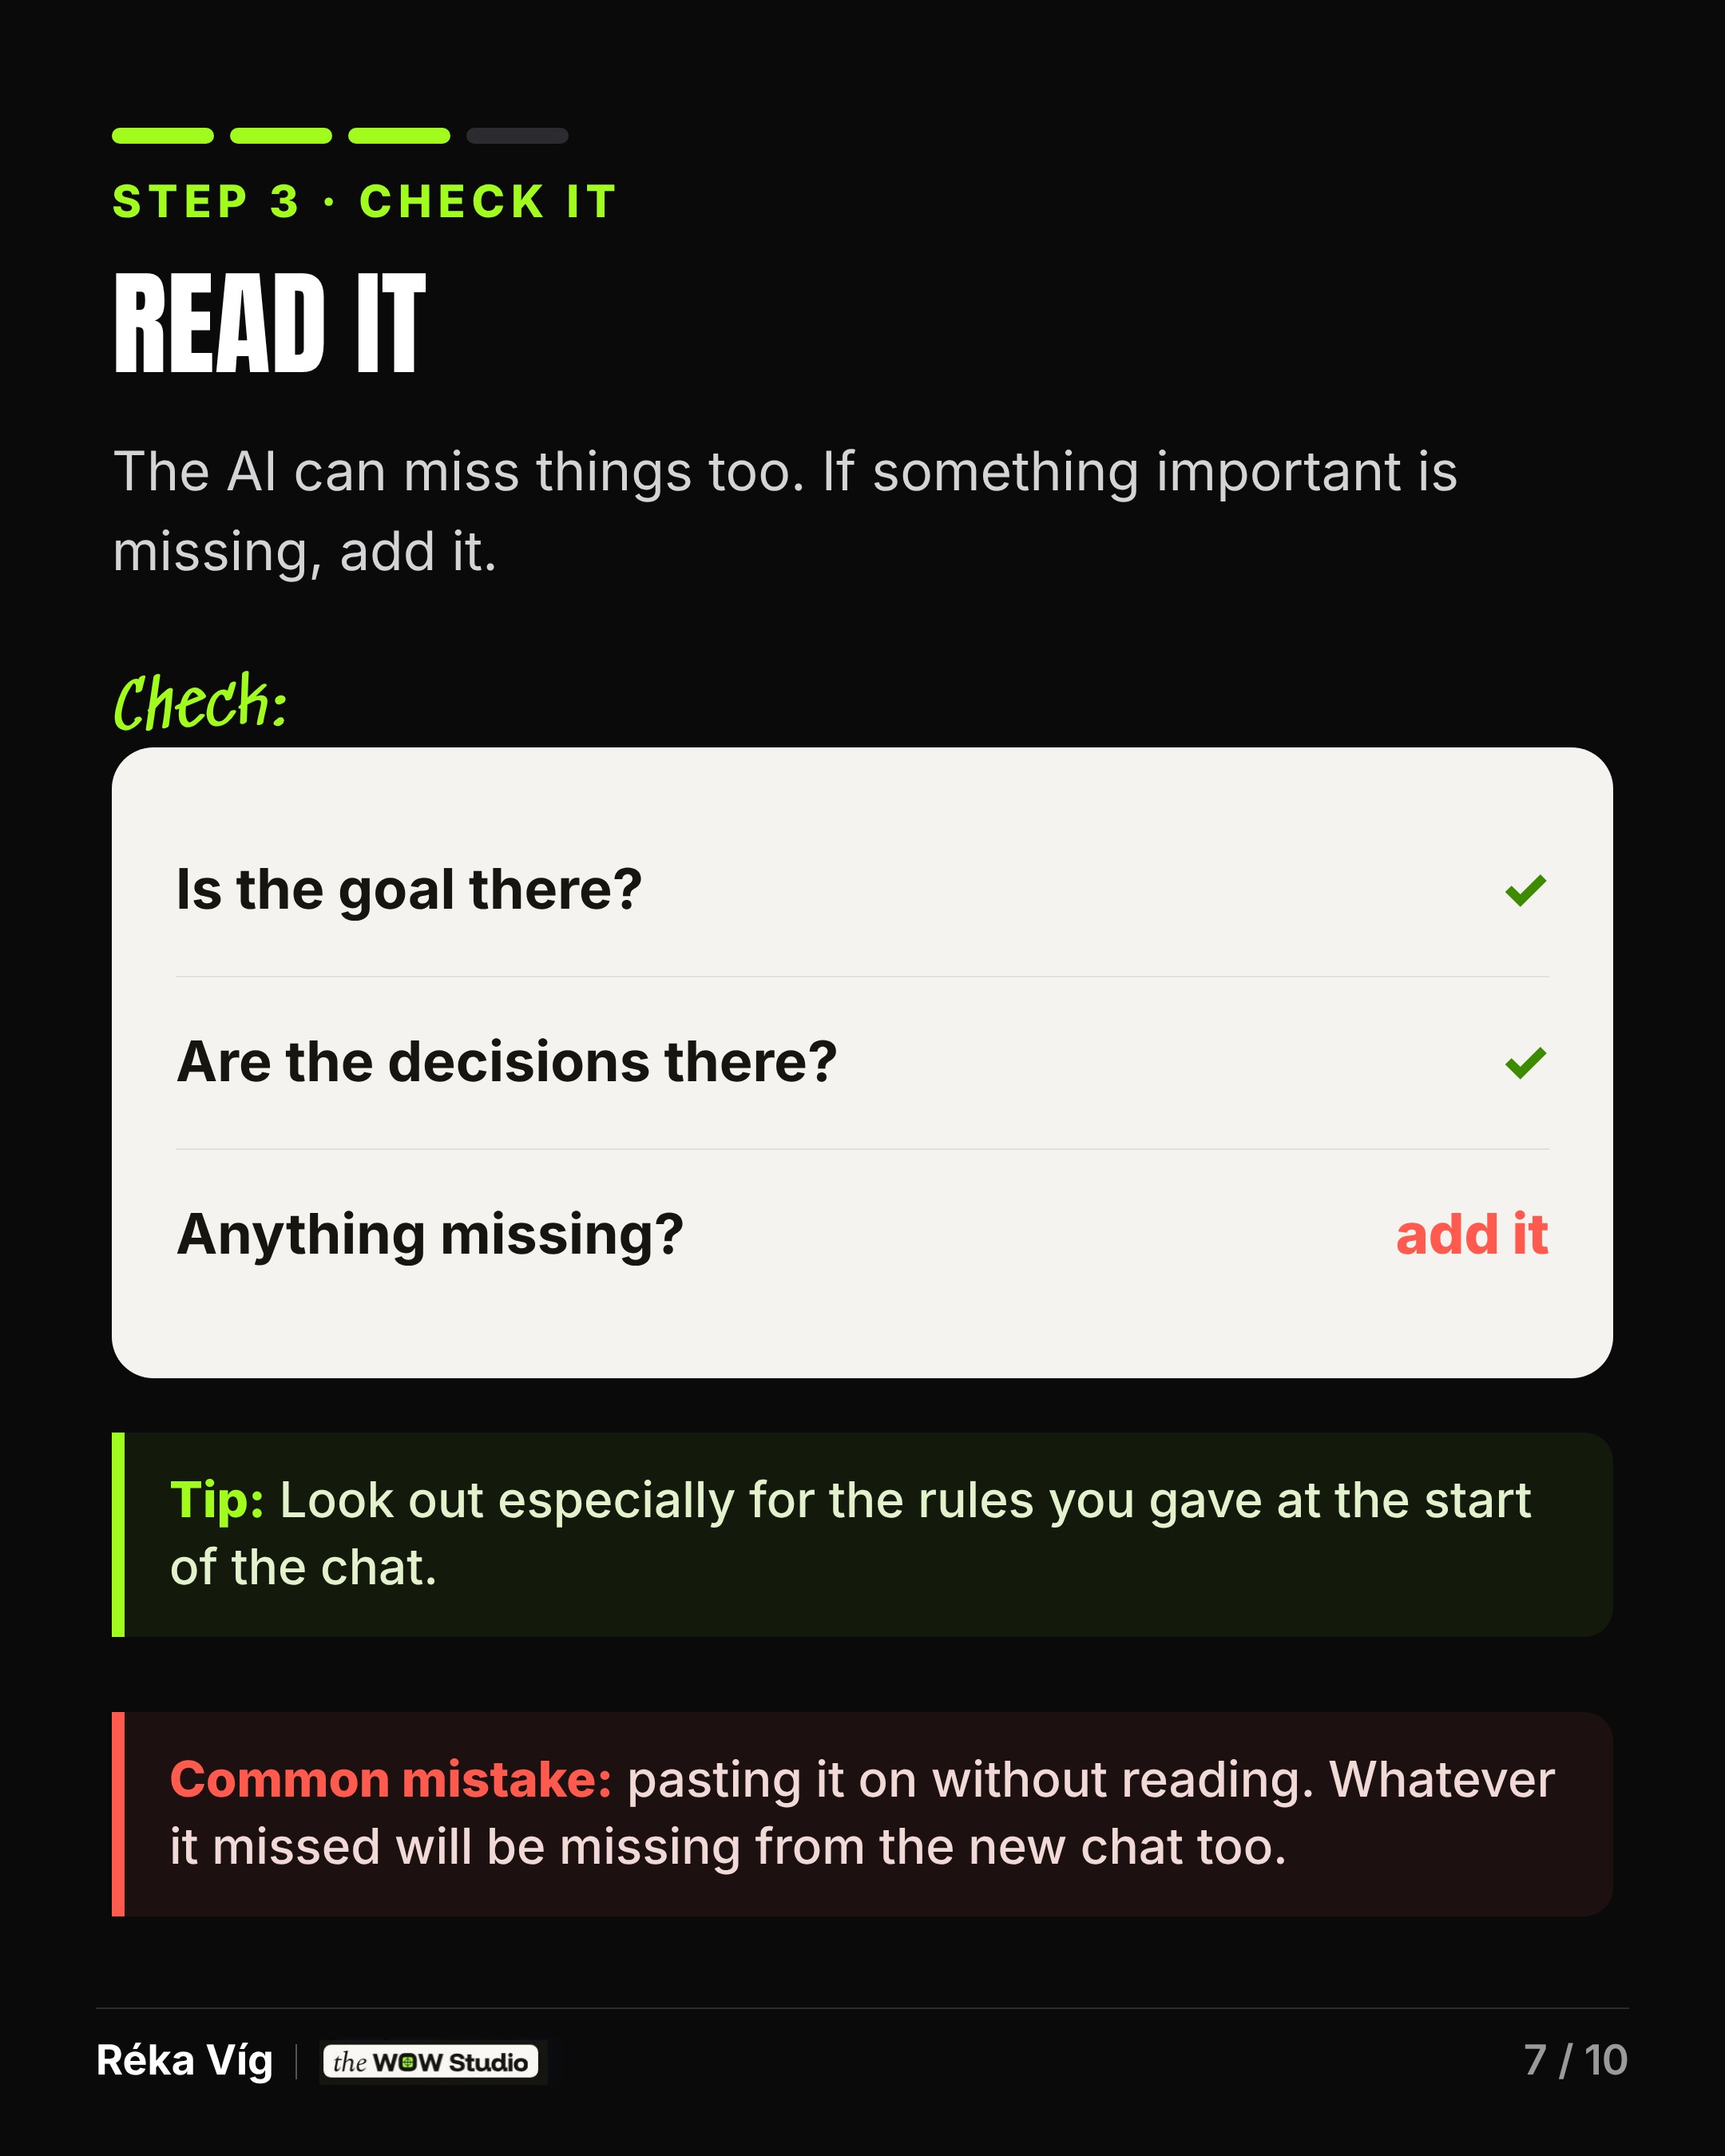 STEP 3 · CHECK IT
READ IT
The AI can miss things too. If something important is
missing, add it.
Check:
Is the goal there? ✓
Are the decisions there? ✓
Anything missing? add it
Tip: Look out especially for the rules you gave at the start
of the chat.
Common mistake: pasting it on without reading. Whatever
it missed will be missing from the new chat too.
Réka Víg | the WOW Studio 7 / 10